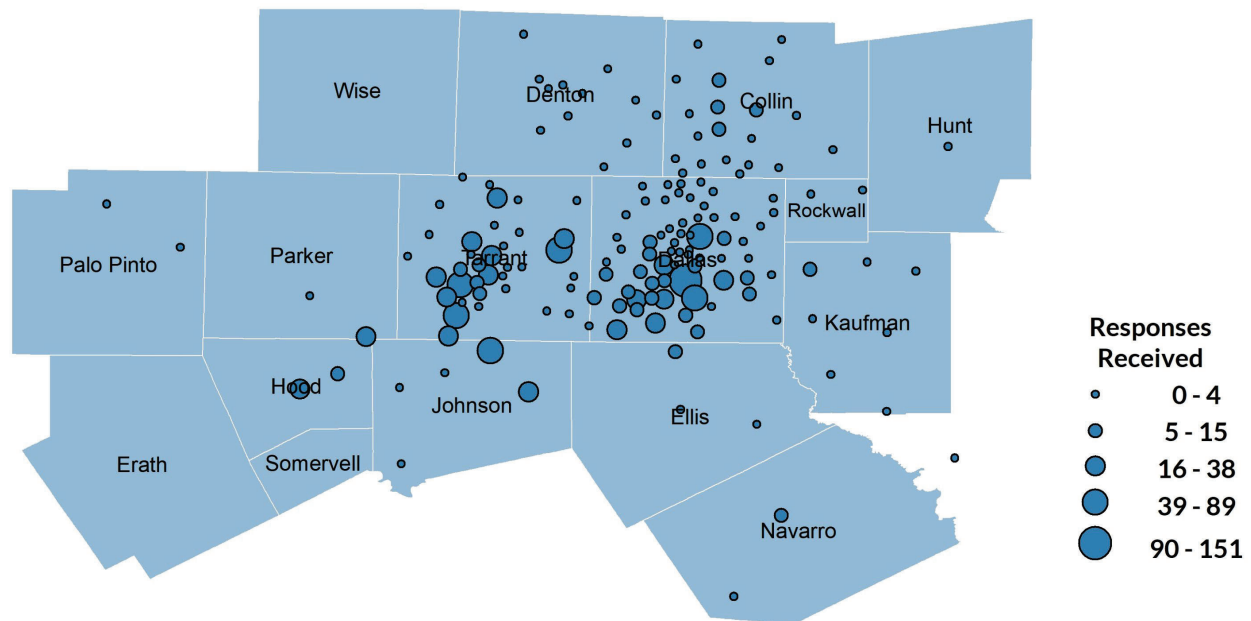 Wise
Denton
Collin
Hunt
Rockwall
Palo Pinto
Parker
Tarrant
Dallas
Kaufman
Hood
Johnson
Ellis
Erath
Somervell
Navarro
Responses
Received
0 - 4
5 - 15
16 - 38
39 - 89
90 - 151